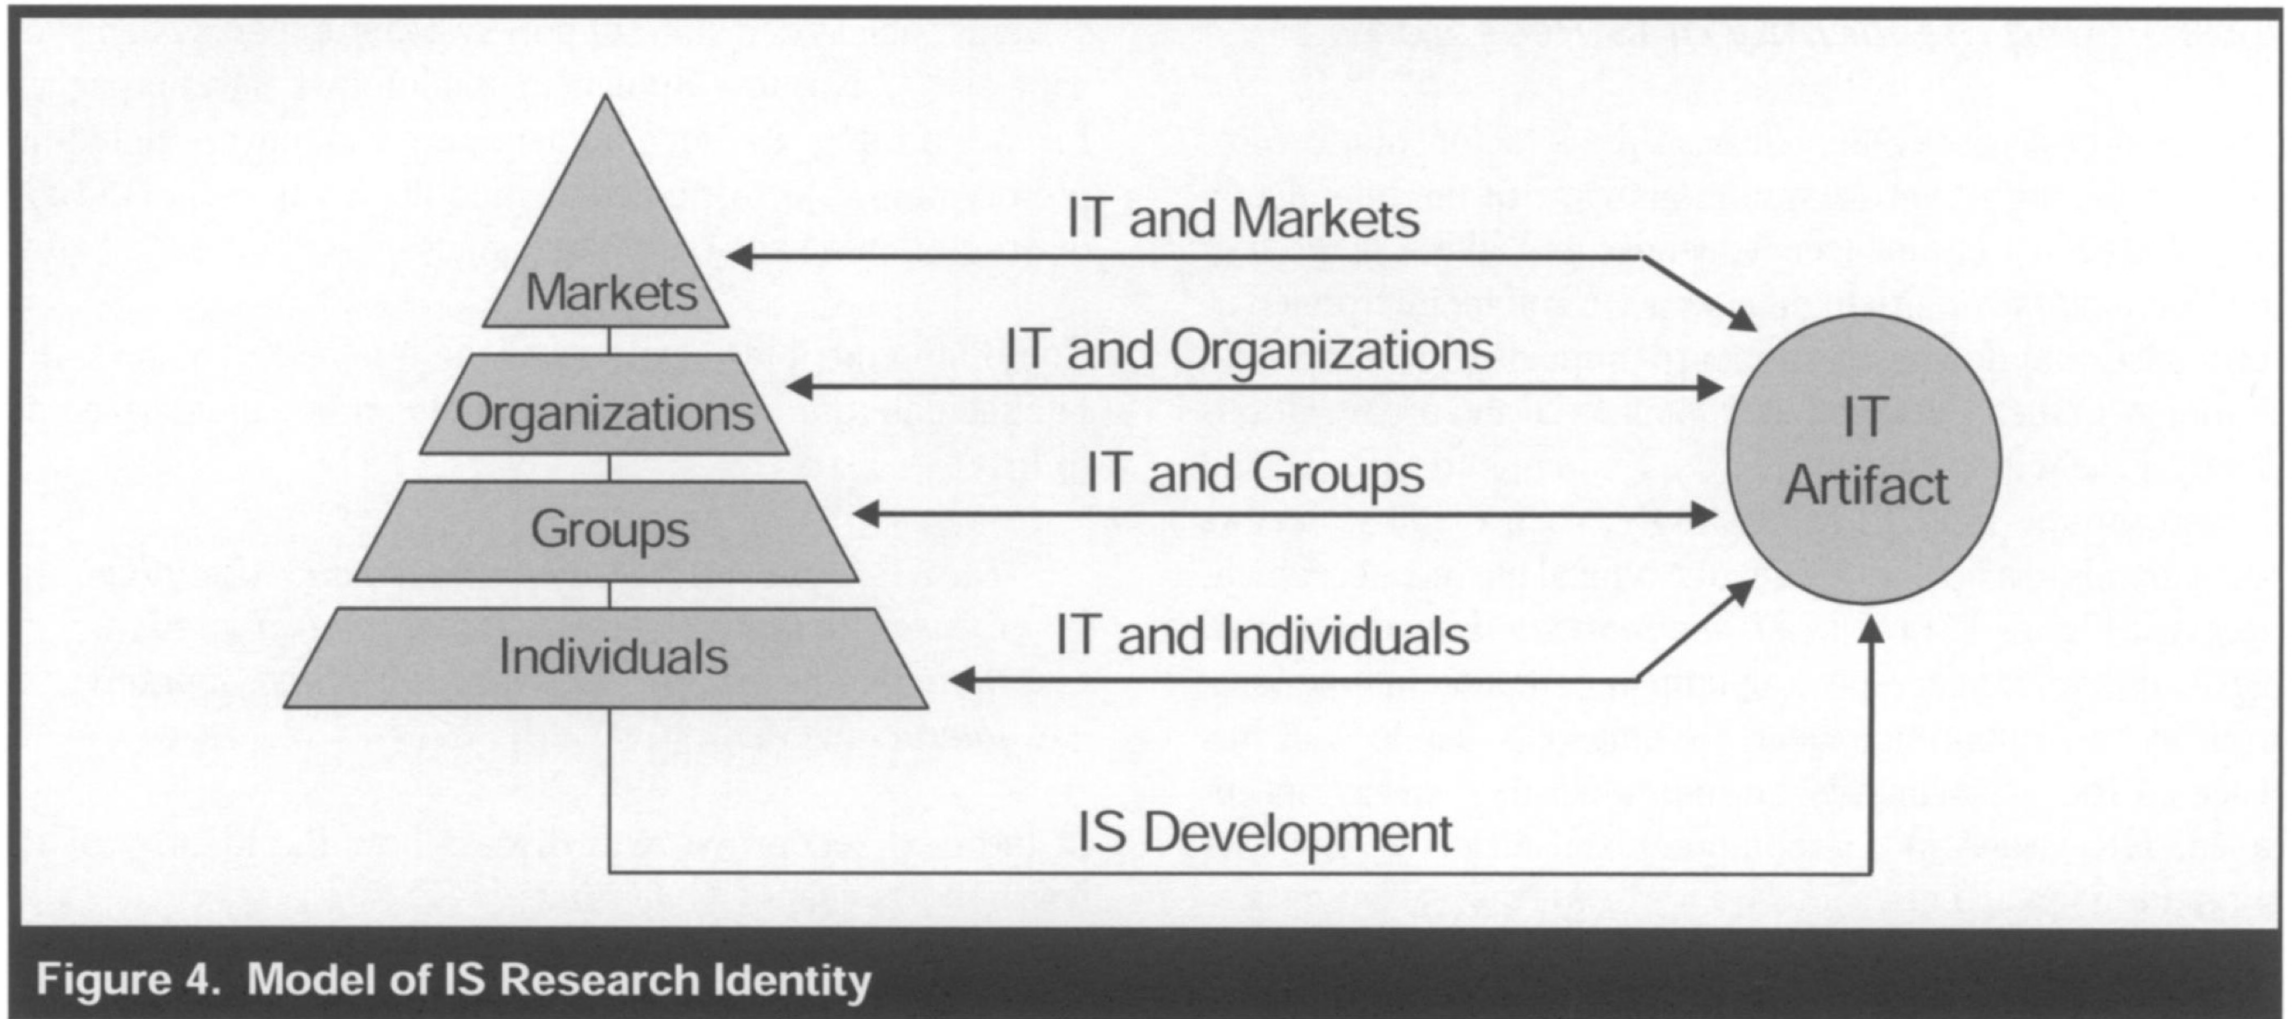 IT and Markets
Markets
IT and Organizations
Organizations
IT
Artifact
IT and Groups
Groups
IT and Individuals
Individuals
IS Development
Figure 4. Model of IS Research Identity